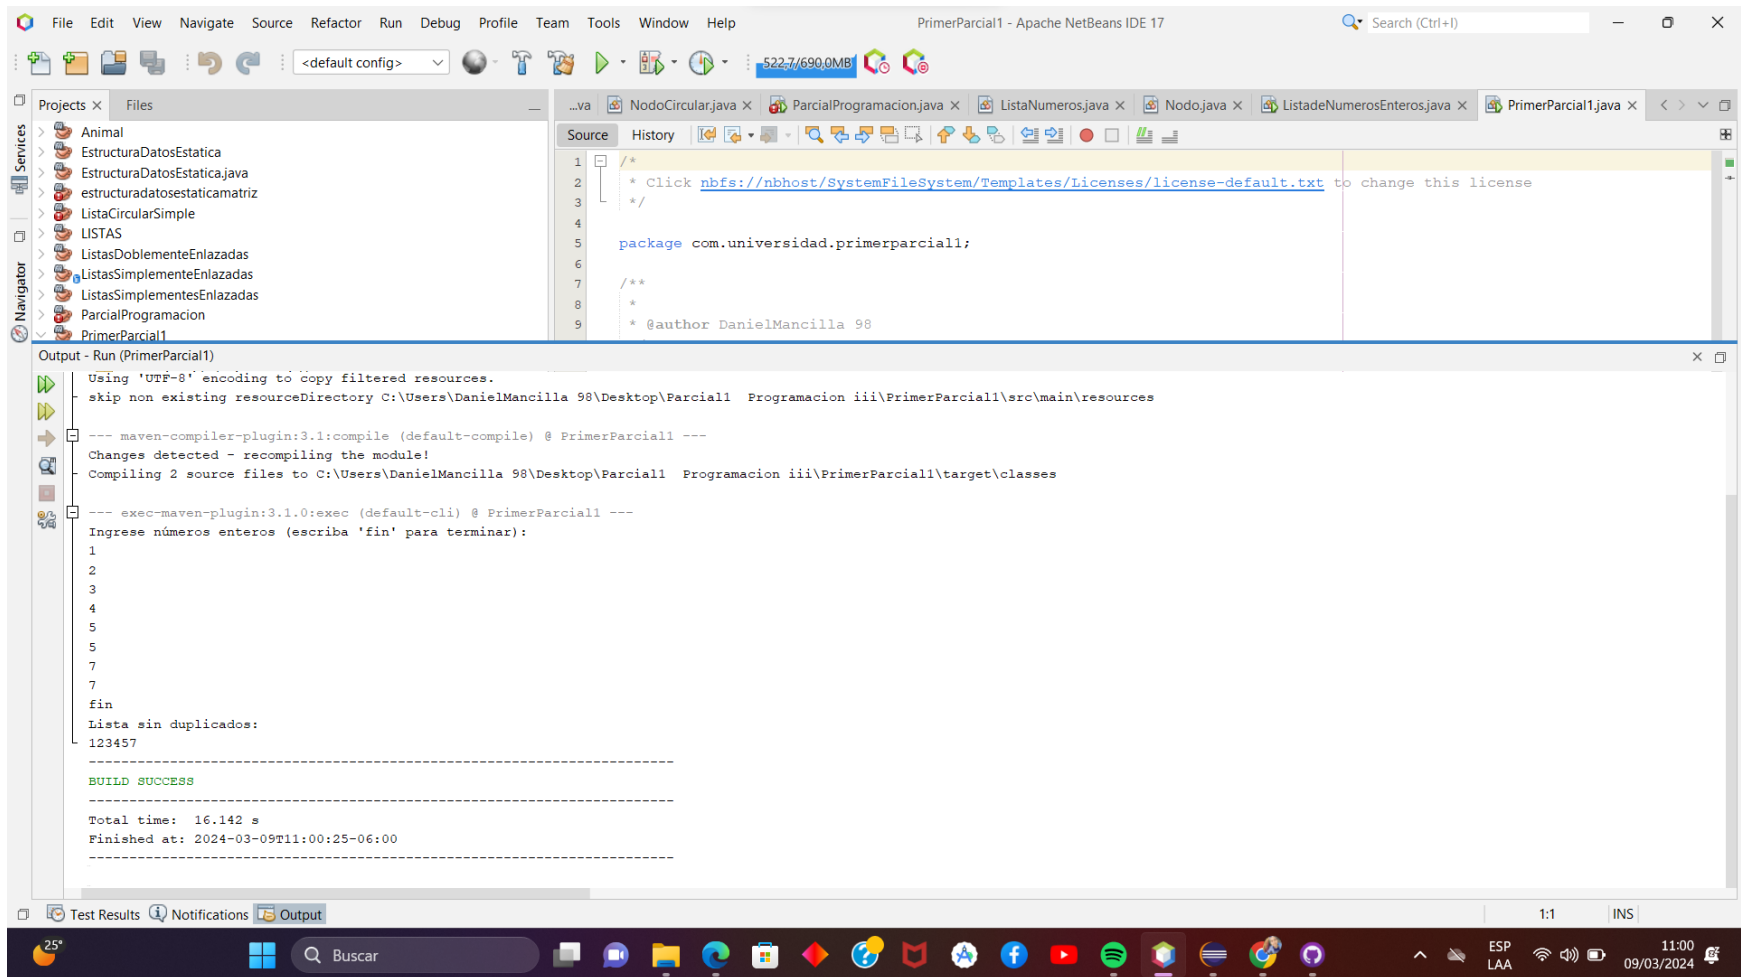 File Edit View Navigate Source Refactor Run Debug Profile Team Tools Window Help PrimerParcial1 - Apache NetBeans IDE 17 Search (Ctrl+I)
<default config> 522,7/690,0MB
Projects Files
...va NodoCircular.java ParcialProgramacion.java ListaNumeros.java Nodo.java ListadeNumerosEnteros.java PrimerParcial1.java
Source History
Services
Navigator
Animal
EstructuraDatosEstatica
EstructuraDatosEstatica.java
estructuradatosestaticamatriz
ListaCircularSimple
LISTAS
ListasDoblementeEnlazadas
ListasSimplementeEnlazadas
ListasSimplementesEnlazadas
ParcialProgramacion
PrimerParcial1
1 /*
2 * Click nbfs://nbhost/SystemFileSystem/Templates/Licenses/license-default.txt to change this license
3 */
4
5 package com.universidad.primerparcial1;
6
7 /**
8 *
9 * @author DanielMancilla 98
Output - Run (PrimerParcial1)
Using 'UTF-8' encoding to copy filtered resources.
skip non existing resourceDirectory C:\Users\DanielMancilla 98\Desktop\Parcial1  Programacion iii\PrimerParcial1\src\main\resources
--- maven-compiler-plugin:3.1:compile (default-compile) @ PrimerParcial1 ---
Changes detected - recompiling the module!
Compiling 2 source files to C:\Users\DanielMancilla 98\Desktop\Parcial1  Programacion iii\PrimerParcial1\target\classes
--- exec-maven-plugin:3.1.0:exec (default-cli) @ PrimerParcial1 ---
Ingrese números enteros (escriba 'fin' para terminar):
1
2
3
4
5
5
7
7
fin
Lista sin duplicados:
123457
------------------------------------------------------------------------
BUILD SUCCESS
------------------------------------------------------------------------
Total time:  16.142 s
Finished at: 2024-03-09T11:00:25-06:00
------------------------------------------------------------------------
Test Results Notifications Output 1:1 INS
25° Buscar ESP LAA 11:00 09/03/2024